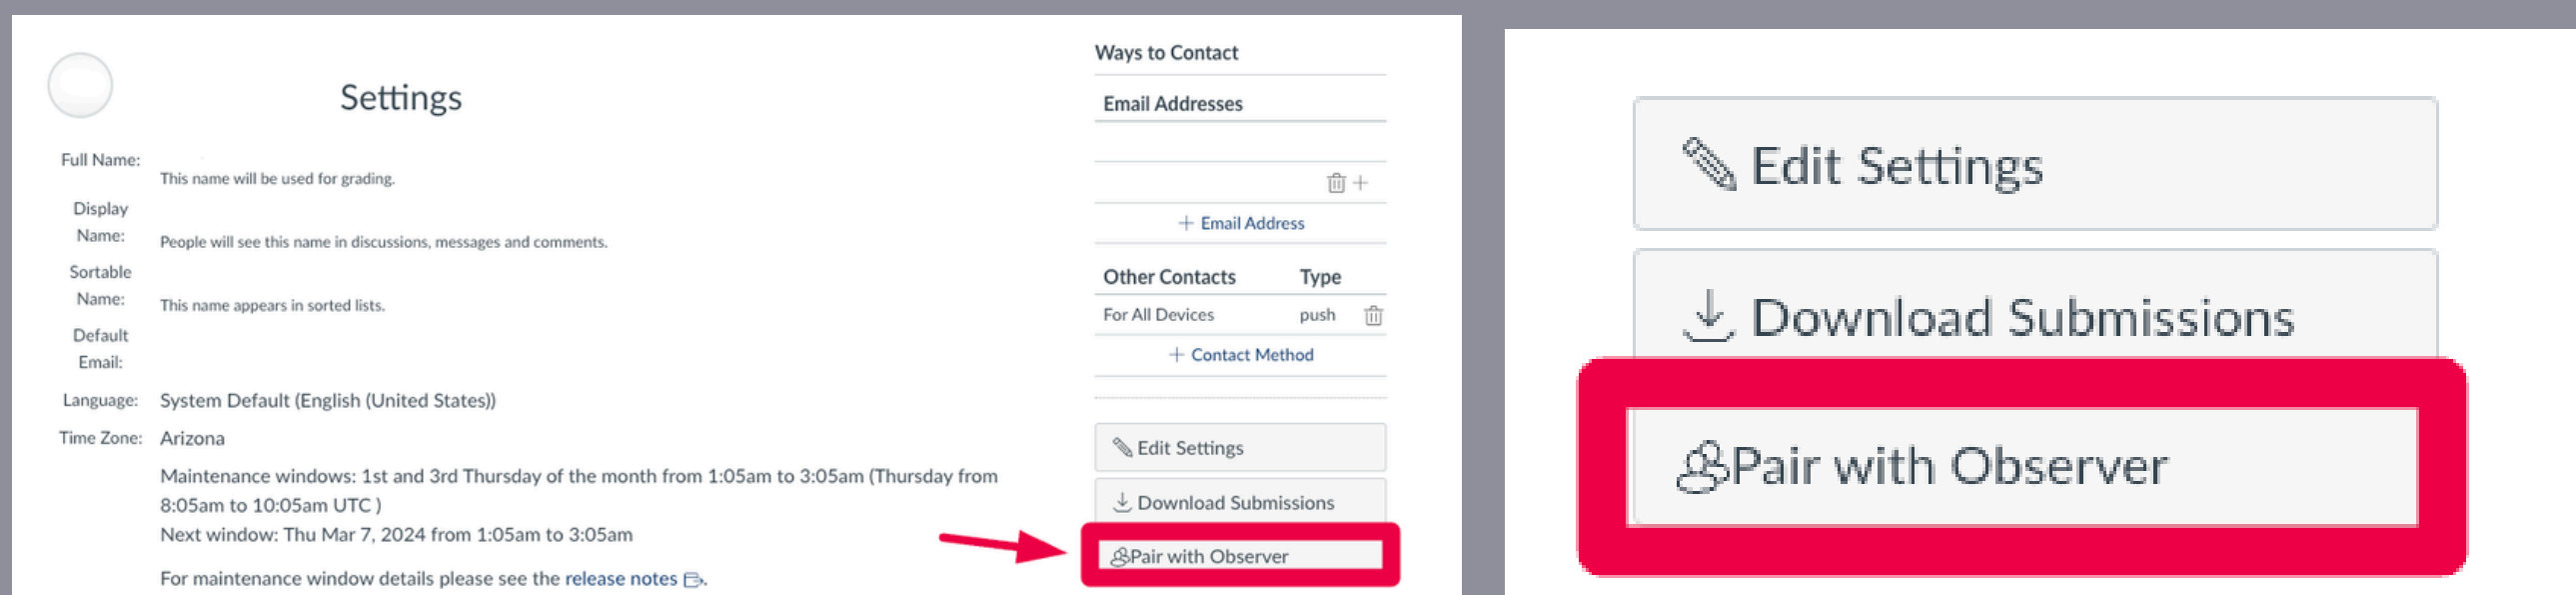 Settings
Full Name:
This name will be used for grading.
Display
Name:
People will see this name in discussions, messages and comments.
Sortable
Name:
This name appears in sorted lists.
Default
Email:
Language: System Default (English (United States))
Time Zone: Arizona
Maintenance windows: 1st and 3rd Thursday of the month from 1:05am to 3:05am (Thursday from
8:05am to 10:05am UTC )
Next window: Thu Mar 7, 2024 from 1:05am to 3:05am
For maintenance window details please see the release notes.
Ways to Contact
Email Addresses
+ Email Address
Other Contacts Type
For All Devices push
+ Contact Method
Edit Settings
Download Submissions
Pair with Observer
Edit Settings
Download Submissions
Pair with Observer